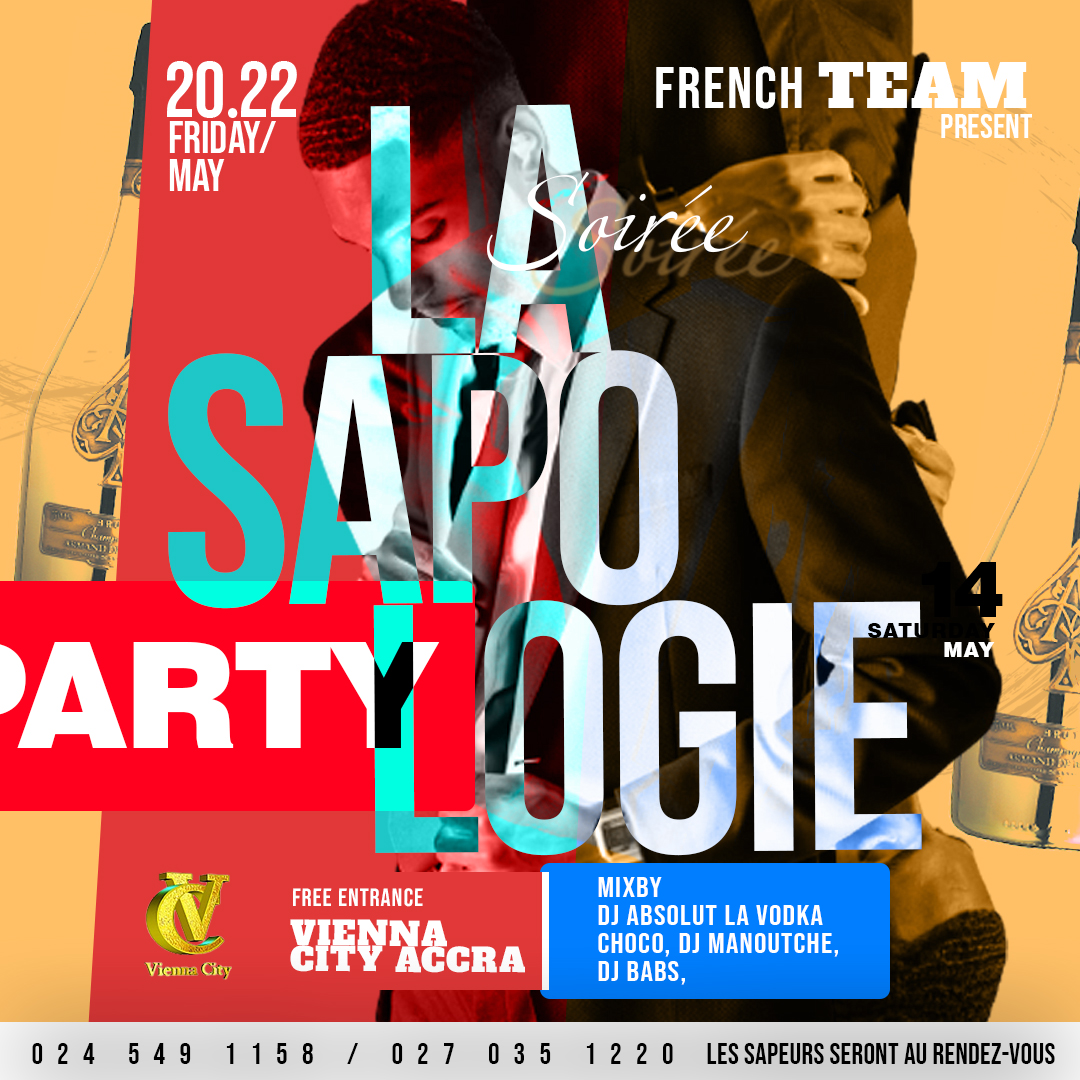 20.22
FRIDAY/
MAY
FRENCH TEAM
PRESENT
LA
Soirée
SAPO
LOGIE
PARTY
14
SATURDAY
MAY
Vienna City
FREE ENTRANCE
VIENNA
CITY ACCRA
MIXBY
DJ ABSOLUT LA VODKA
CHOCO, DJ MANOUTCHE,
DJ BABS,
024 549 1158 / 027 035 1220 LES SAPEURS SERONT AU RENDEZ-VOUS